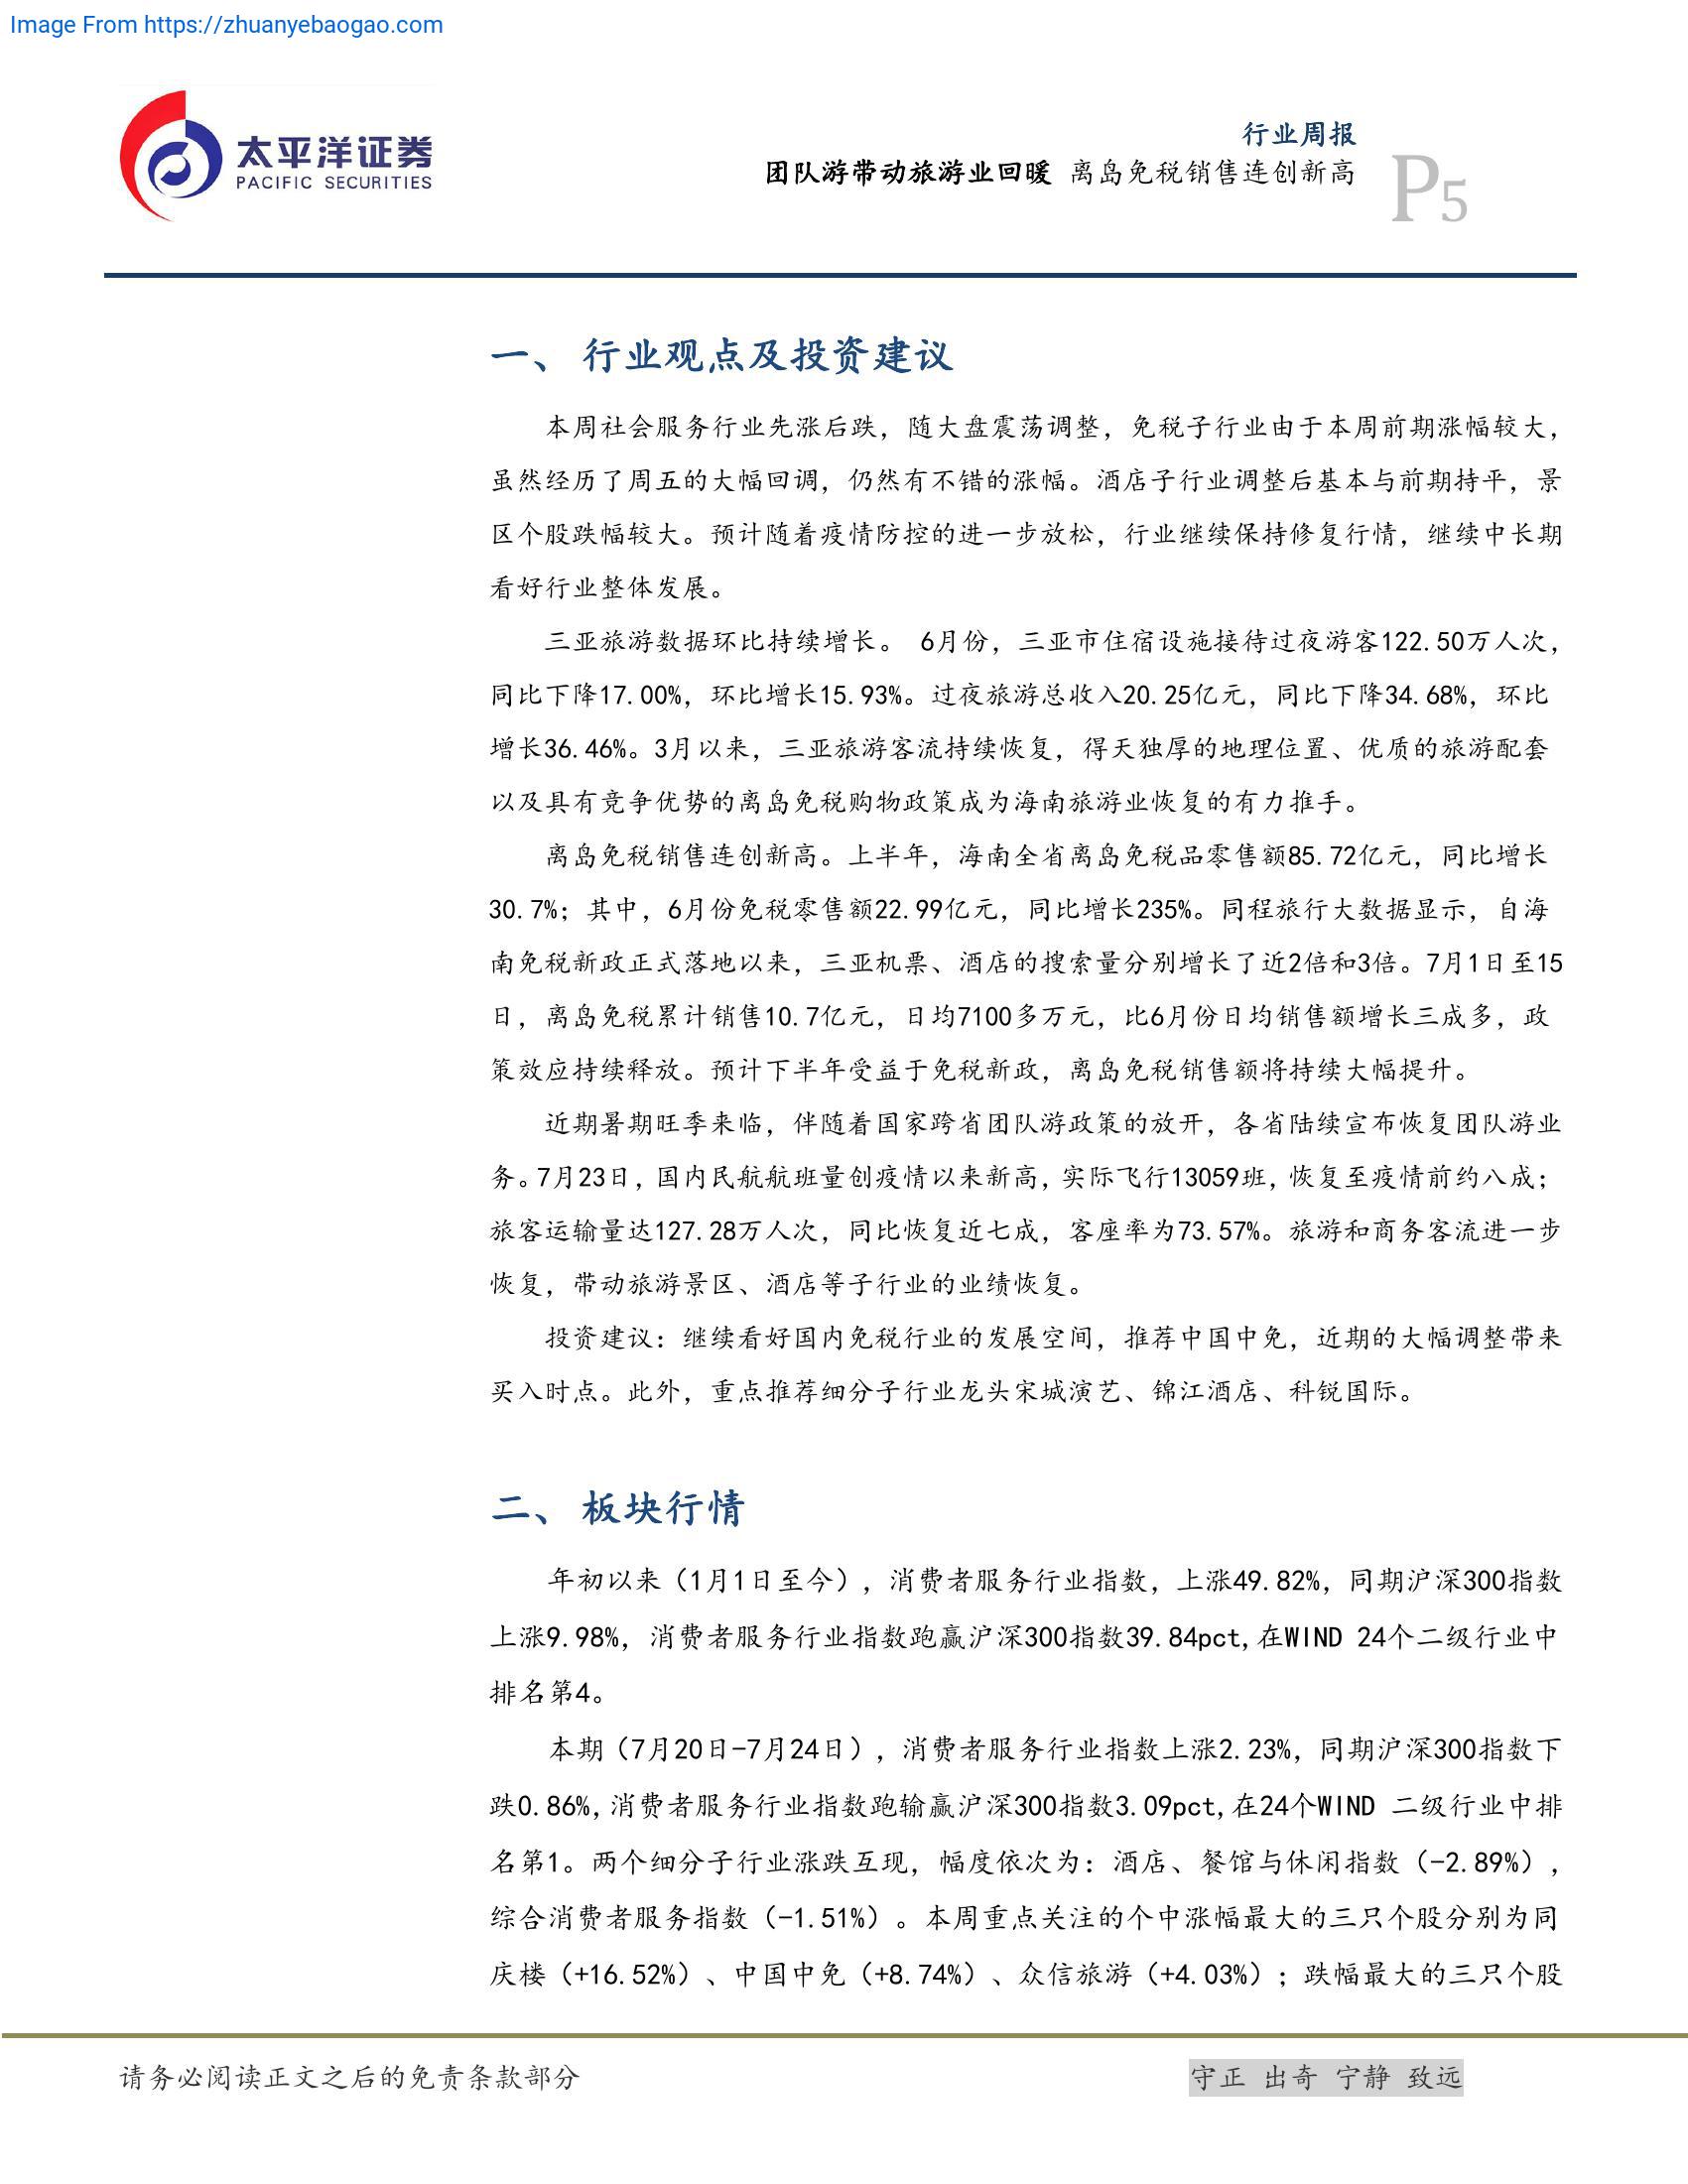 Image From https://zhuanyebaogao.com
太平洋证券
PACIFIC SECURITIES
行业周报
团队游带动旅游业回暖 离岛免税销售连创新高
P5
一、 行业观点及投资建议
本周社会服务行业先涨后跌，随大盘震荡调整，免税子行业由于本周前期涨幅较大，
虽然经历了周五的大幅回调，仍然有不错的涨幅。酒店子行业调整后基本与前期持平，景
区个股跌幅较大。预计随着疫情防控的进一步放松，行业继续保持修复行情，继续中长期
看好行业整体发展。
三亚旅游数据环比持续增长。 6月份，三亚市住宿设施接待过夜游客122.50万人次，
同比下降17.00%，环比增长15.93%。过夜旅游总收入20.25亿元，同比下降34.68%，环比
增长36.46%。3月以来，三亚旅游客流持续恢复，得天独厚的地理位置、优质的旅游配套
以及具有竞争优势的离岛免税购物政策成为海南旅游业恢复的有力推手。
离岛免税销售连创新高。上半年，海南全省离岛免税品零售额85.72亿元，同比增长
30.7%；其中，6月份免税零售额22.99亿元，同比增长235%。同程旅行大数据显示，自海
南免税新政正式落地以来，三亚机票、酒店的搜索量分别增长了近2倍和3倍。7月1日至15
日，离岛免税累计销售10.7亿元，日均7100多万元，比6月份日均销售额增长三成多，政
策效应持续释放。预计下半年受益于免税新政，离岛免税销售额将持续大幅提升。
近期暑期旺季来临，伴随着国家跨省团队游政策的放开，各省陆续宣布恢复团队游业
务。7月23日，国内民航航班量创疫情以来新高，实际飞行13059班，恢复至疫情前约八成；
旅客运输量达127.28万人次，同比恢复近七成，客座率为73.57%。旅游和商务客流进一步
恢复，带动旅游景区、酒店等子行业的业绩恢复。
投资建议：继续看好国内免税行业的发展空间，推荐中国中免，近期的大幅调整带来
买入时点。此外，重点推荐细分子行业龙头宋城演艺、锦江酒店、科锐国际。
二、 板块行情
年初以来（1月1日至今），消费者服务行业指数，上涨49.82%，同期沪深300指数
上涨9.98%，消费者服务行业指数跑赢沪深300指数39.84pct,在WIND 24个二级行业中
排名第4。
本期（7月20日-7月24日），消费者服务行业指数上涨2.23%，同期沪深300指数下
跌0.86%,消费者服务行业指数跑输赢沪深300指数3.09pct,在24个WIND 二级行业中排
名第1。两个细分子行业涨跌互现，幅度依次为：酒店、餐馆与休闲指数（-2.89%），
综合消费者服务指数（-1.51%）。本周重点关注的个中涨幅最大的三只个股分别为同
庆楼（+16.52%）、中国中免（+8.74%）、众信旅游（+4.03%）；跌幅最大的三只个股
请务必阅读正文之后的免责条款部分
守正 出奇 宁静 致远